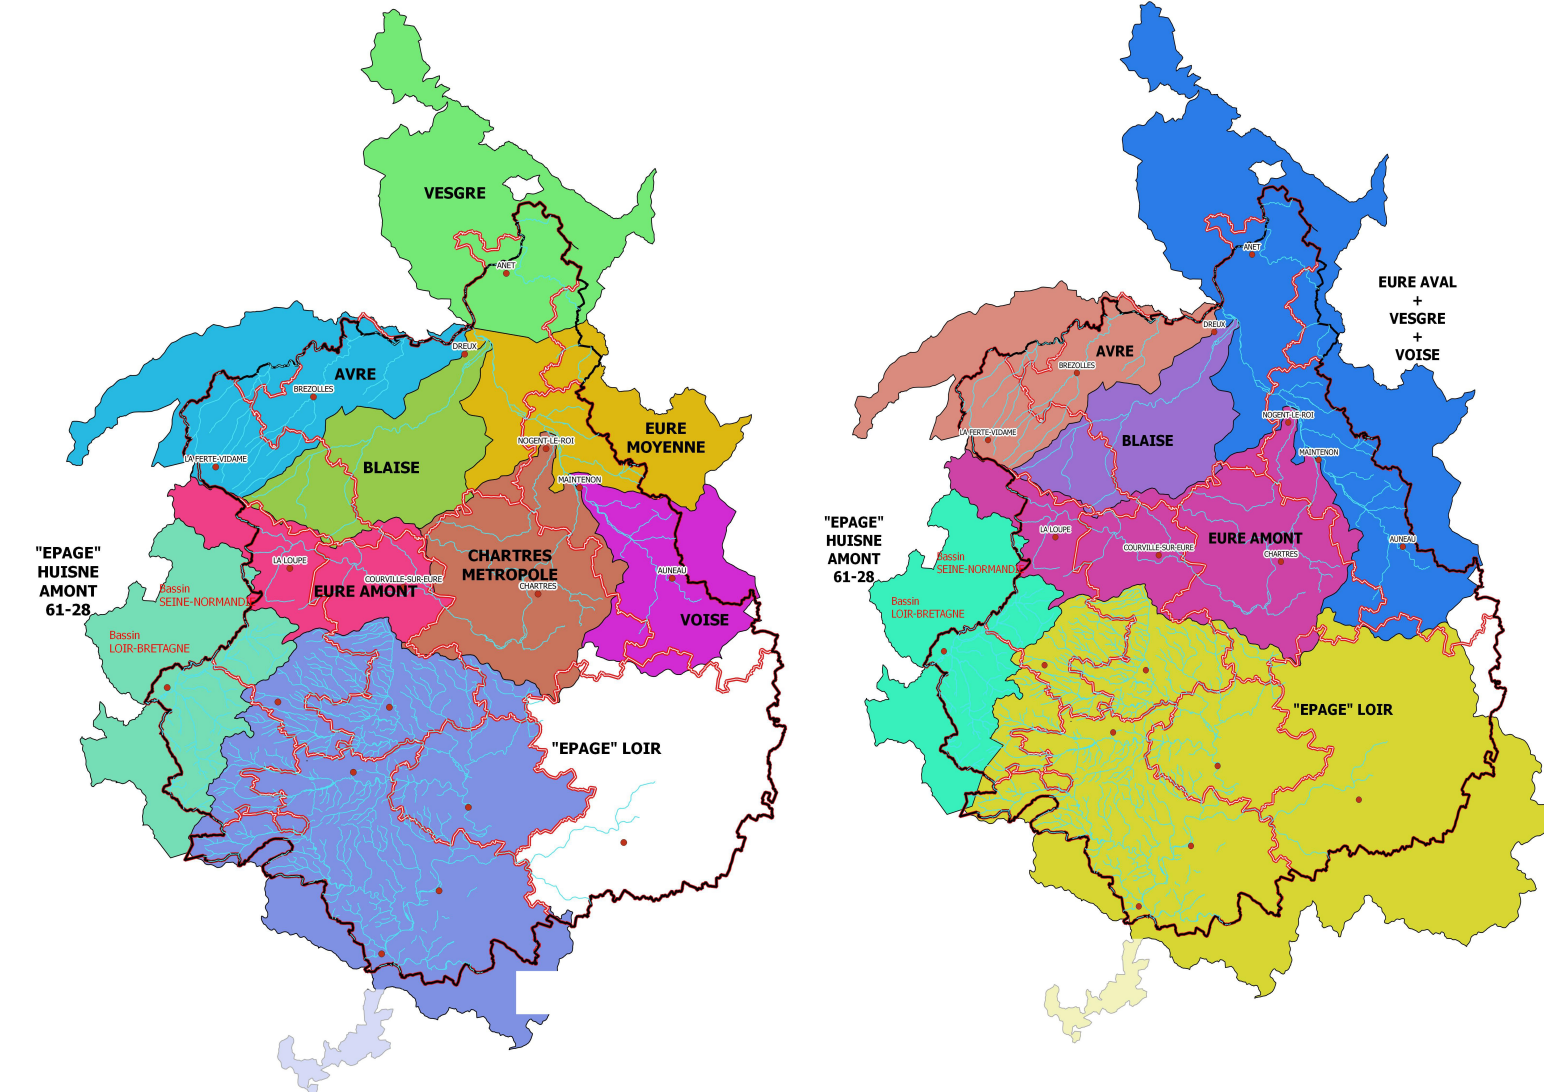 VESGRE
ANET
DREUX
AVRE
BREZOLLES
EURE
MOYENNE
NOGENT-LE-ROI
BLAISE
LA FERTE-VIDAME
MAINTENON
"EPAGE"
HUISNE
AMONT
61-28
CHARTRES
METROPOLE
LA LOUPE
COURVILLE-SUR-EURE
AUNEAU
EURE AMONT
CHARTRES
Bassin
SEINE-NORMANDI
VOISE
Bassin
LOIR-BRETAGNE
"EPAGE" LOIR
ANET
EURE AVAL
+
VESGRE
+
VOISE
DREUX
AVRE
BREZOLLES
NOGENT-LE-ROI
LA FERTE-VIDAME
BLAISE
MAINTENON
"EPAGE"
HUISNE
AMONT
61-28
LA LOUPE
EURE AMONT
AUNEAU
COURVILLE-SUR-EURE
CHARTRES
Bassin
SEINE-NORMANDI
Bassin
LOIR-BRETAGNE
"EPAGE" LOIR